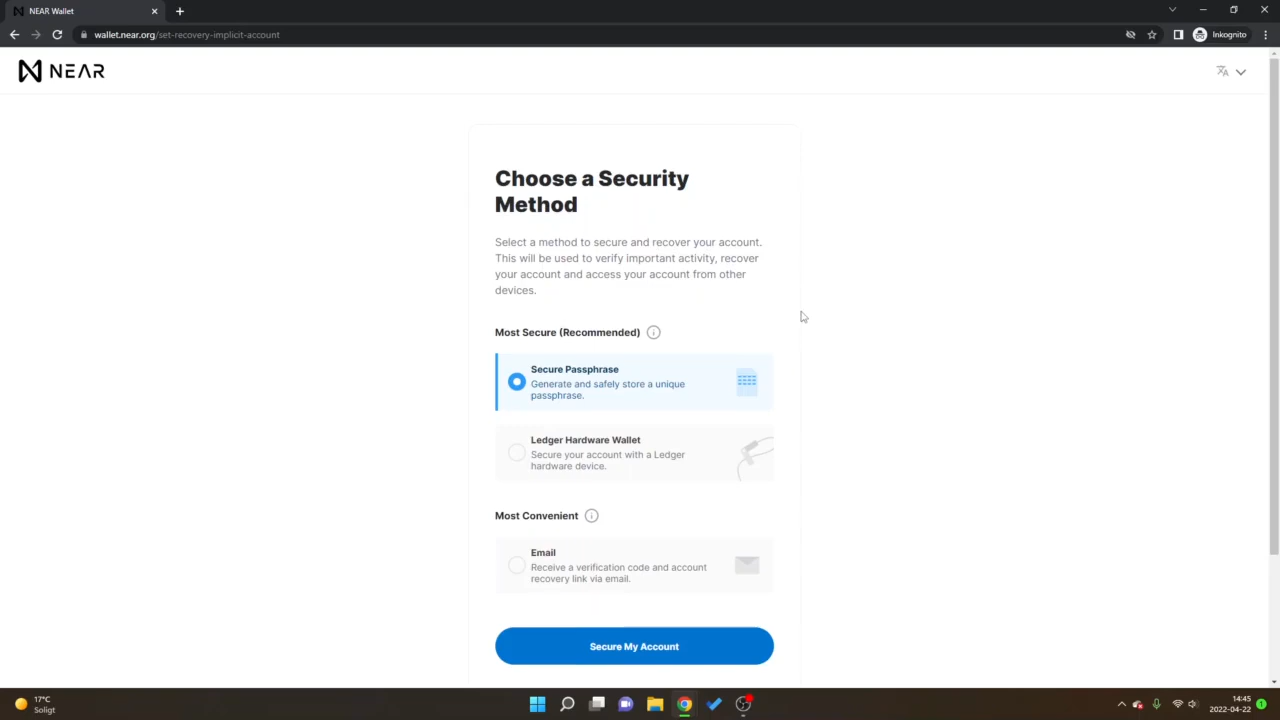 NEAR Wallet
wallet.near.org/set-recovery-implicit-account
Inkognito
NEAR
Choose a Security
Method
Select a method to secure and recover your account.
This will be used to verify important activity, recover
your account and access your account from other
devices.
Most Secure (Recommended)
Secure Passphrase
Generate and safely store a unique
passphrase.
Ledger Hardware Wallet
Secure your account with a Ledger
hardware device.
Most Convenient
Email
Receive a verification code and account
recovery link via email.
Secure My Account
17°C
Soligt
14:45
2022-04-22
1